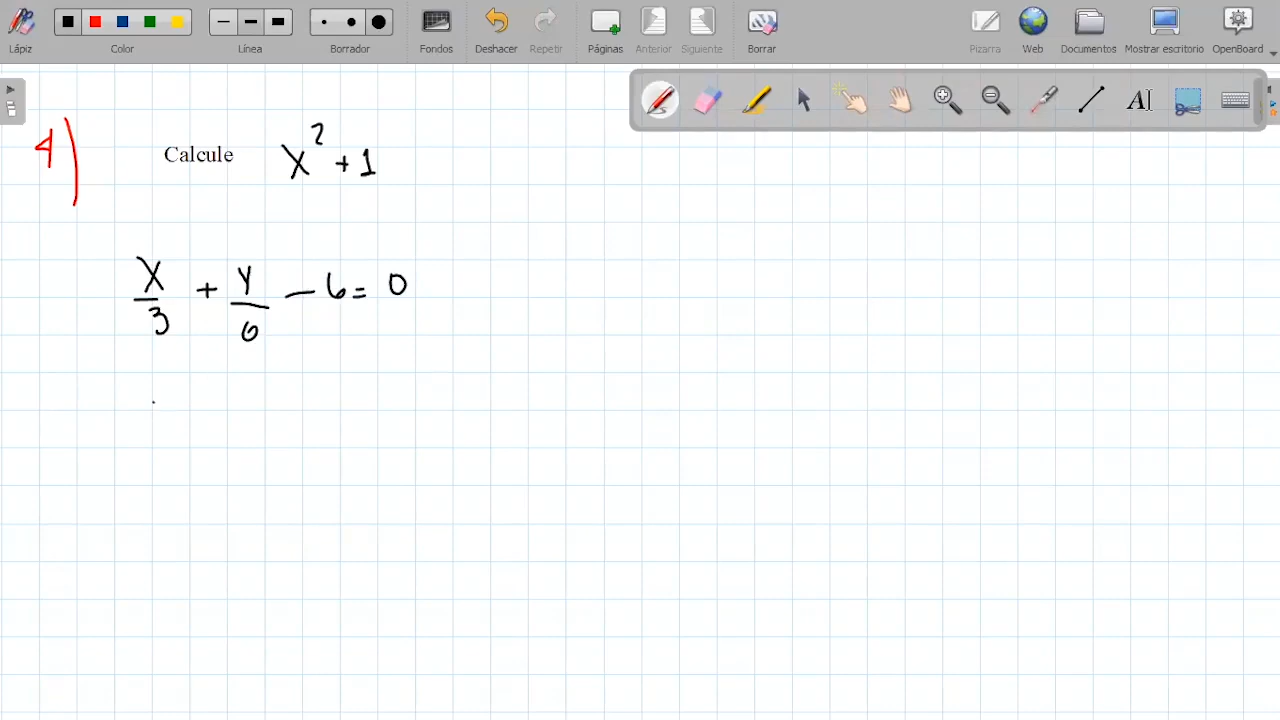 Lápiz Color Línea Borrador Fondos Deshacer Repetir Páginas Anterior Siguiente Borrar Pizarra Web Documentos Mostrar escritorio OpenBoard
4) Calcule x² + 1
x/3 + y/6 - 6 = 0